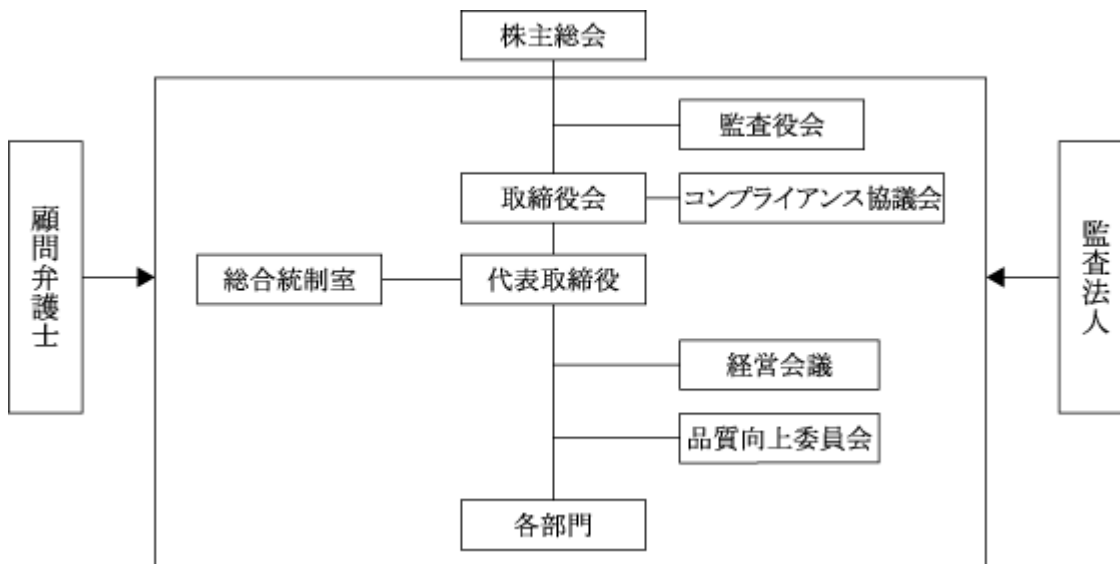 株主総会
監査役会
取締役会
コンプライアンス協議会
総合統制室
代表取締役
経営会議
品質向上委員会
各部門
顧問弁護士
監査法人